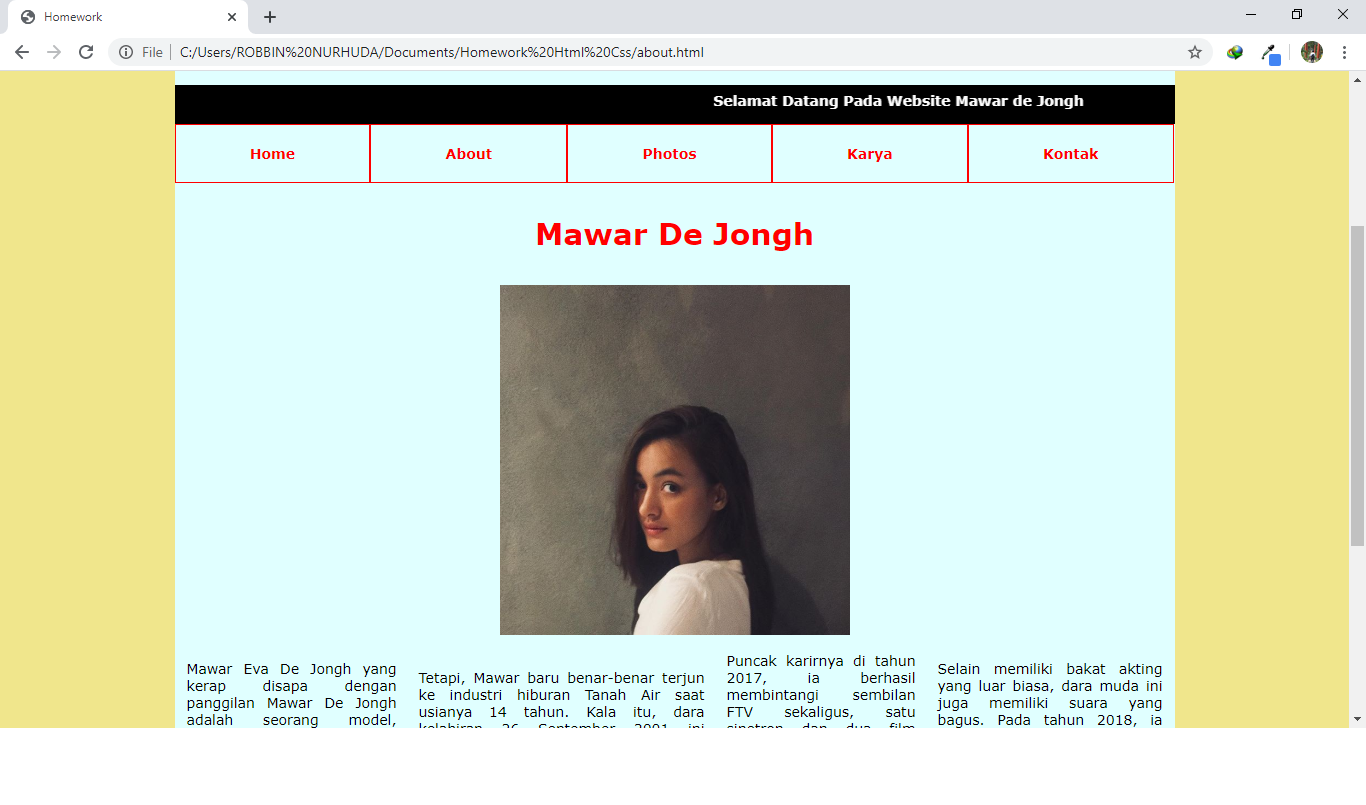 Homework
File
C:/Users/ROBBIN%20NURHUDA/Documents/Homework%20Html%20Css/about.html
Selamat Datang Pada Website Mawar de Jongh
Home
About
Photos
Karya
Kontak
Mawar De Jongh
Mawar Eva De Jongh yang
kerap disapa dengan
panggilan Mawar De Jongh
adalah seorang model,
Tetapi, Mawar baru benar-benar terjun
ke industri hiburan Tanah Air saat
usianya 14 tahun. Kala itu, dara
kelahiran 26 September 2001 ini
Puncak karirnya di tahun
2017, ia berhasil
membintangi sembilan
FTV sekaligus, satu
sinetron dan dua film
Selain memiliki bakat akting
yang luar biasa, dara muda ini
juga memiliki suara yang
bagus. Pada tahun 2018, ia